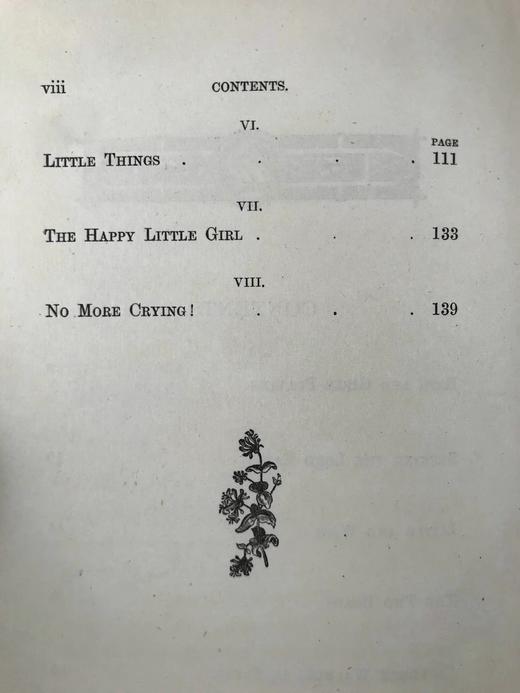 viii CONTENTS.
VI.
PAGE
LITTLE THINGS . . . . 111
VII.
THE HAPPY LITTLE GIRL . . . 133
VIII.
NO MORE CRYING! . . . 139